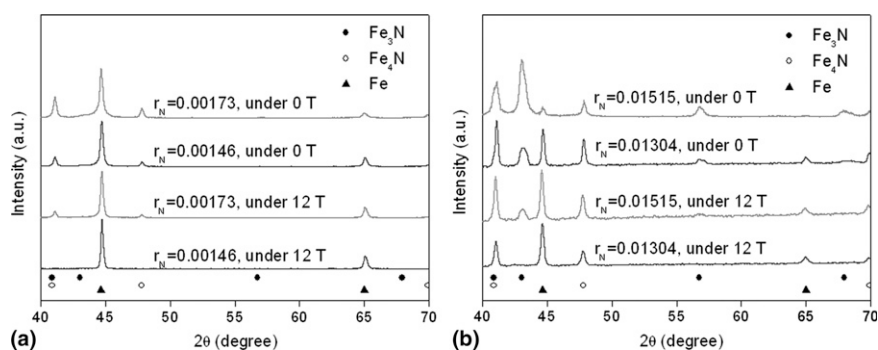 Fe₃N
Fe₄N
Fe
r_N=0.00173, under 0 T
r_N=0.00146, under 0 T
r_N=0.00173, under 12 T
r_N=0.00146, under 12 T
Intensity (a.u.)
40 45 50 55 60 65 70
2θ (degree)
(a)
Fe₃N
Fe₄N
Fe
r_N=0.01515, under 0 T
r_N=0.01304, under 0 T
r_N=0.01515, under 12 T
r_N=0.01304, under 12 T
Intensity (a.u.)
40 45 50 55 60 65 70
2θ (degree)
(b)